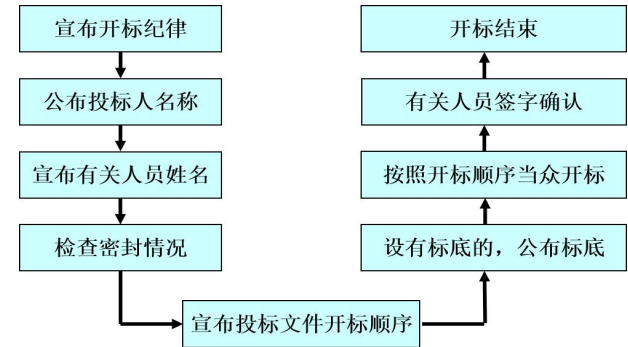 宣布开标纪律
公布投标人名称
宣布有关人员姓名
检查密封情况
宣布投标文件开标顺序
设有标底的，公布标底
按照开标顺序当众开标
有关人员签字确认
开标结束